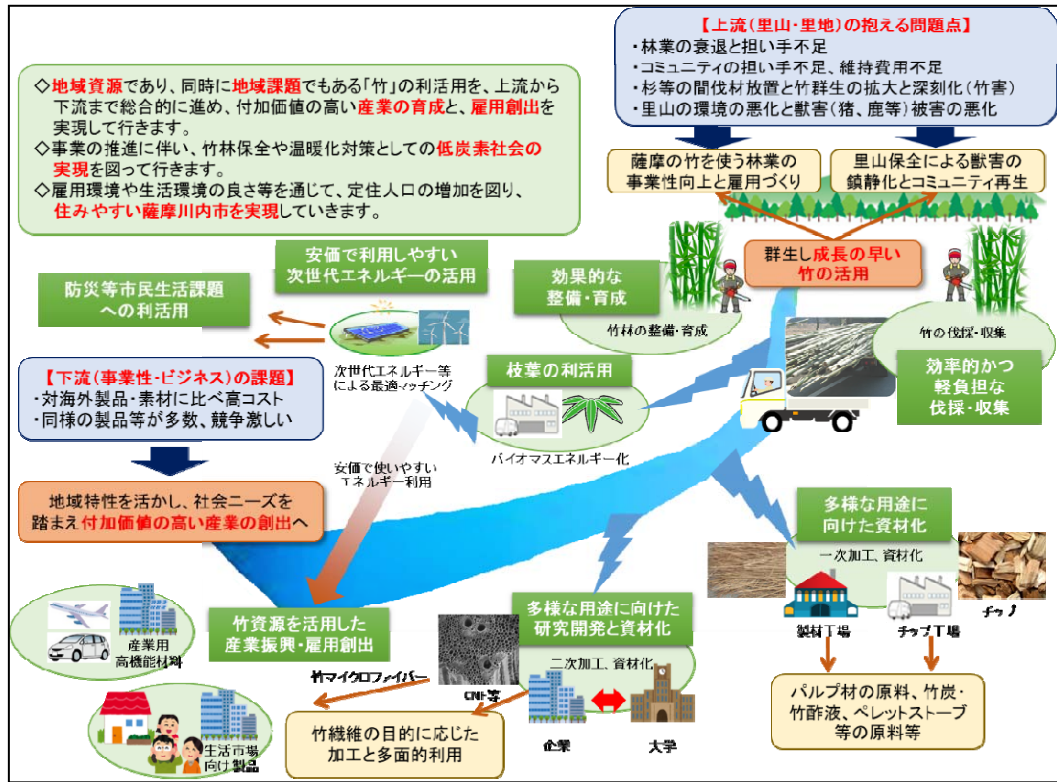 【上流(里山・里地)の抱える問題点】
・林業の衰退と担い手不足
・コミュニティの担い手不足、維持費用不足
・杉等の間伐材放置と竹群生の拡大と深刻化(竹害)
・里山の環境の悪化と獣害(猪、鹿等)被害の悪化
◇地域資源であり、同時に地域課題でもある「竹」の利活用を、上流から
下流まで総合的に進め、付加価値の高い産業の育成と、雇用創出を
実現して行きます。
◇事業の推進に伴い、竹林保全や温暖化対策としての低炭素社会の
実現を図って行きます。
◇雇用環境や生活環境の良さ等を通じて、定住人口の増加を図り、
住みやすい薩摩川内市を実現していきます。
薩摩の竹を使う林業の
事業性向上と雇用づくり
里山保全による獣害の
鎮静化とコミュニティ再生
群生し成長の早い
竹の活用
安価で利用しやすい
次世代エネルギーの活用
効果的な
整備・育成
竹林の整備・育成
防災等市民生活課題
への利活用
竹の伐採・収集
効率的かつ
軽負担な
伐採・収集
次世代エネルギー等
による最適マッチング
枝葉の利活用
バイオマスエネルギー化
【下流(事業性・ビジネス)の課題】
・対海外製品・素材に比べ高コスト
・同様の製品等が多数、競争激しい
安価で使いやすい
エネルギー利用
地域特性を活かし、社会ニーズを
踏まえ付加価値の高い産業の創出へ
多様な用途に
向けた資材化
一次加工、資材化
製材工場
チップ工場
チップ
竹資源を活用した
産業振興・雇用創出
多様な用途に向けた
研究開発と資材化
二次加工、資材化
産業用
高機能材料
竹マイクロファイバー
CNF等
企業
大学
パルプ材の原料、竹炭・
竹酢液、ペレットストーブ
等の原料等
竹繊維の目的に応じた
加工と多面的利用
生活市場
向け製品